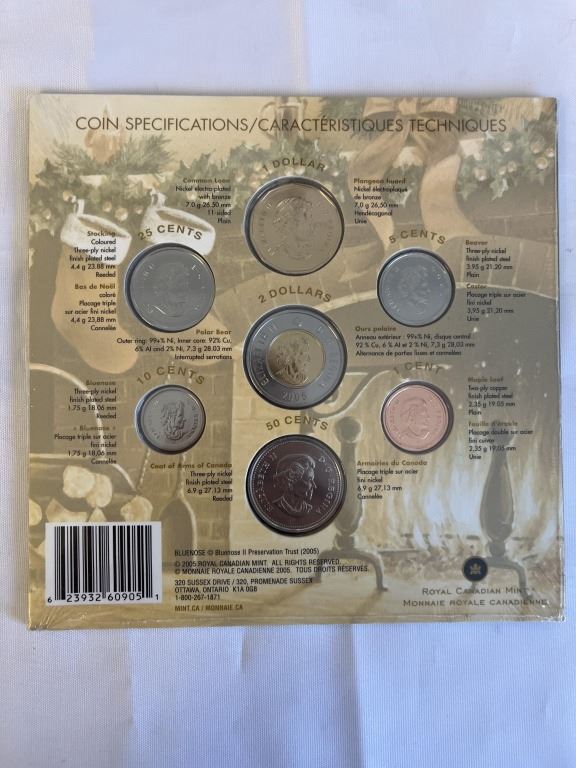 COIN SPECIFICATIONS/CARACTÉRISTIQUES TECHNIQUES
1 DOLLAR
Common Loon
Nickel electro-plated
with bronze
7.0 g 26.50 mm
11-sided
Plain
Plongeon huard
Nickel électroplaqué
de bronze
7,0 g 26,50 mm
Hendécagonal
Unie
25 CENTS
Stocking
Coloured
Three-ply nickel
finish plated steel
4.4 g 23.88 mm
Reeded
Bas de Noël
coloré
Placage triple
sur acier fini nickel
4,4 g 23,88 mm
Cannelée
5 CENTS
Beaver
Three-ply nickel
finish plated steel
3.95 g 21.20 mm
Plain
Castor
Placage triple
sur acier fini nickel
3,95 g 21,20 mm
Unie
2 DOLLARS
Polar Bear
Outer ring: 99+% Ni, Inner core: 92% Cu,
6% Al and 2% Ni, 7.3 g 28.03 mm
Interrupted serrations
Ours polaire
Anneau extérieur : 99+% Ni, disque central :
92 % Cu, 6% Al et 2 % Ni, 7,3 g 28,03 mm
Alternance de parties lisses et cannelées
ELIZABETH II
D·G·REGINA
2005
10 CENTS
Bluenose
Three-ply nickel
finish plated steel
1.75 g 18.06 mm
Reeded
« Bluenose »
Placage triple sur acier
fini nickel
1,75 g 18,06 mm
Cannelée
1 CENT
Maple Leaf
Two-ply copper
finish plated steel
2.35 g 19.05 mm
Plain
Feuille d'érable
Placage double sur acier
fini cuivre
2,35 g 19,05 mm
Unie
50 CENTS
Coat of Arms of Canada
Three-ply nickel
finish plated steel
6.9 g 27.13 mm
Reeded
Armoiries du Canada
Placage triple sur acier
fini nickel
6,9 g 27,13 mm
Cannelée
ELIZABETH II
D·G·REGINA
6 23932 60905 1
BLUENOSE © Bluenose II Preservation Trust (2005)
© 2005 ROYAL CANADIAN MINT. ALL RIGHTS RESERVED.
© MONNAIE ROYALE CANADIENNE 2005. TOUS DROITS RÉSERVÉS.
320 SUSSEX DRIVE / 320, PROMENADE SUSSEX
OTTAWA, ONTARIO K1A 0G8
1-800-267-1871
MINT.CA / MONNAIE.CA
ROYAL CANADIAN MINT
MONNAIE ROYALE CANADIENNE